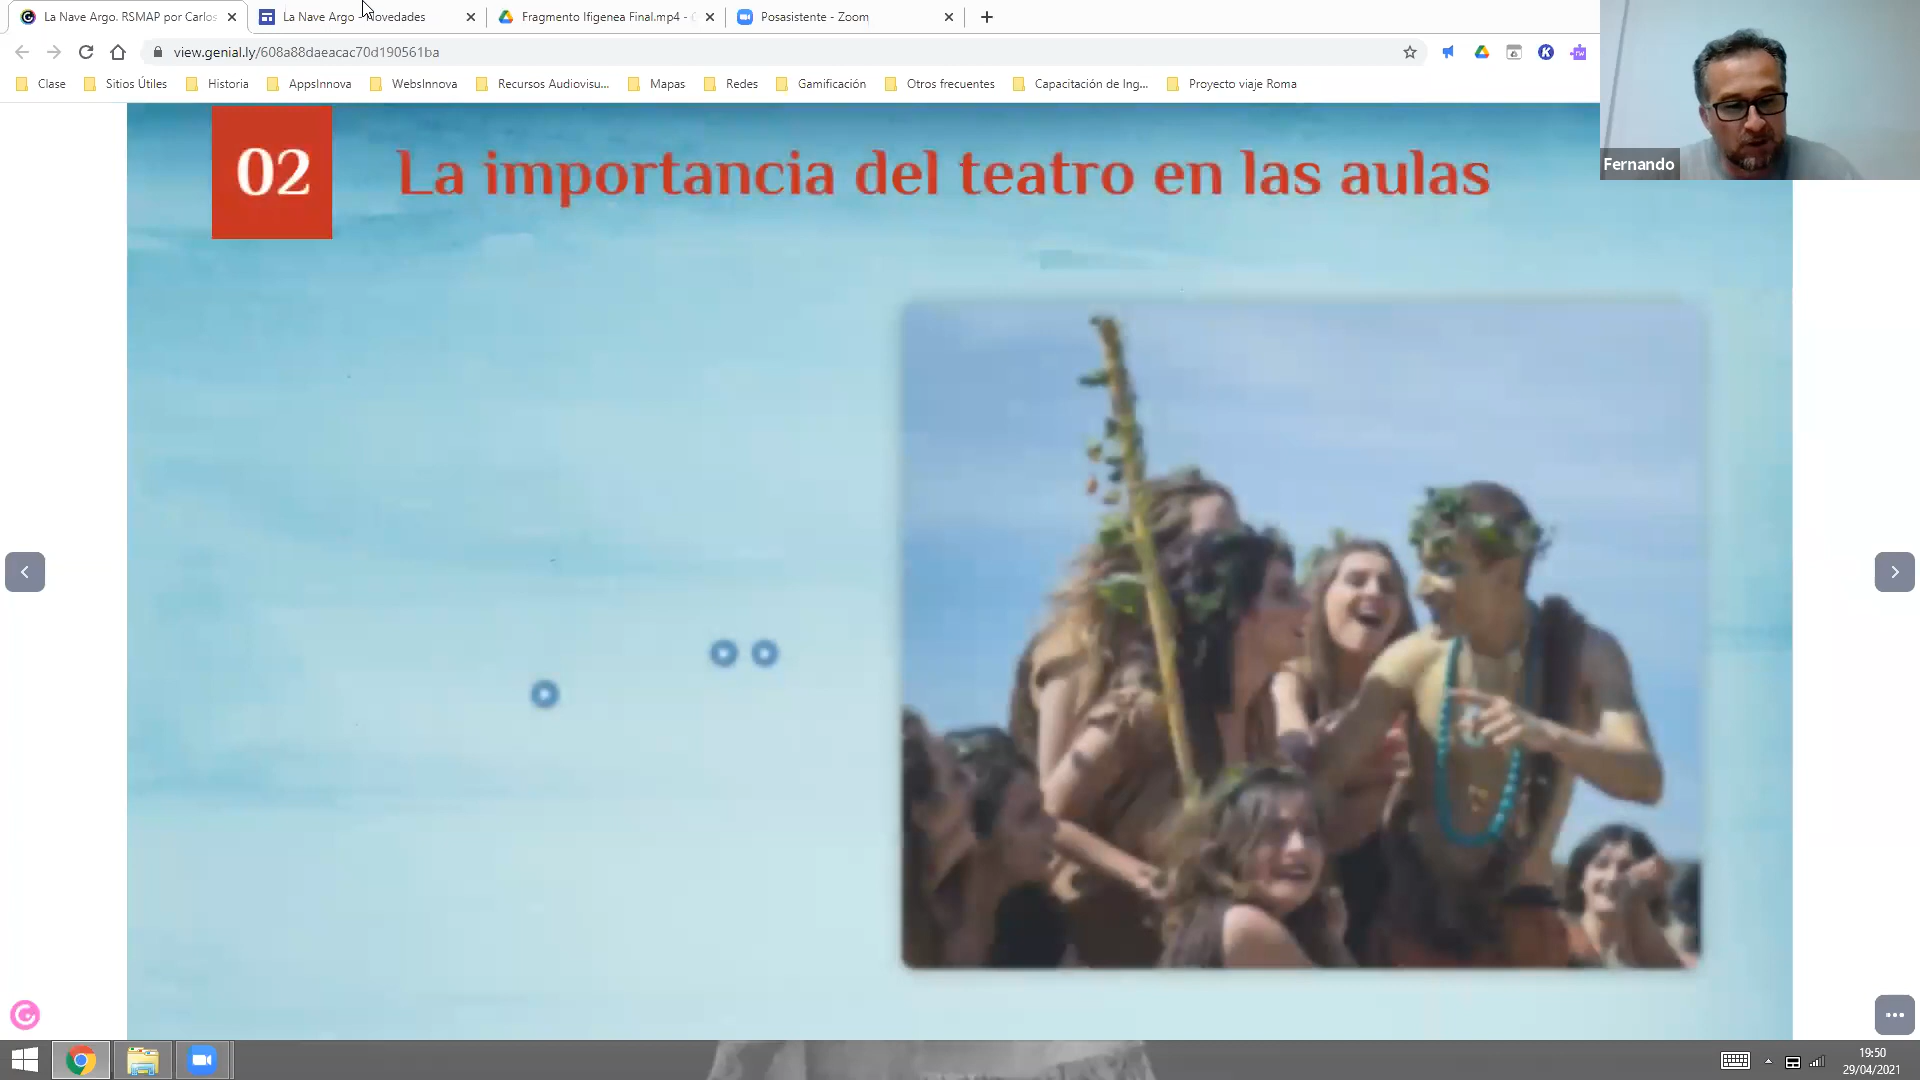 La Nave Argo. RSMAP por Carlos
La Nave Argo - Novedades
Fragmento Ifigenea Final.mp4 -
Posasistente - Zoom
view.genial.ly/608a88daeacac70d190561ba
Clase
Sitios Útiles
Historia
AppsInnova
WebsInnova
Recursos Audiovisu...
Mapas
Redes
Gamificación
Otros frecuentes
Capacitación de Ing...
Proyecto viaje Roma
Fernando
02
La importancia del teatro en las aulas
19:50
29/04/2021